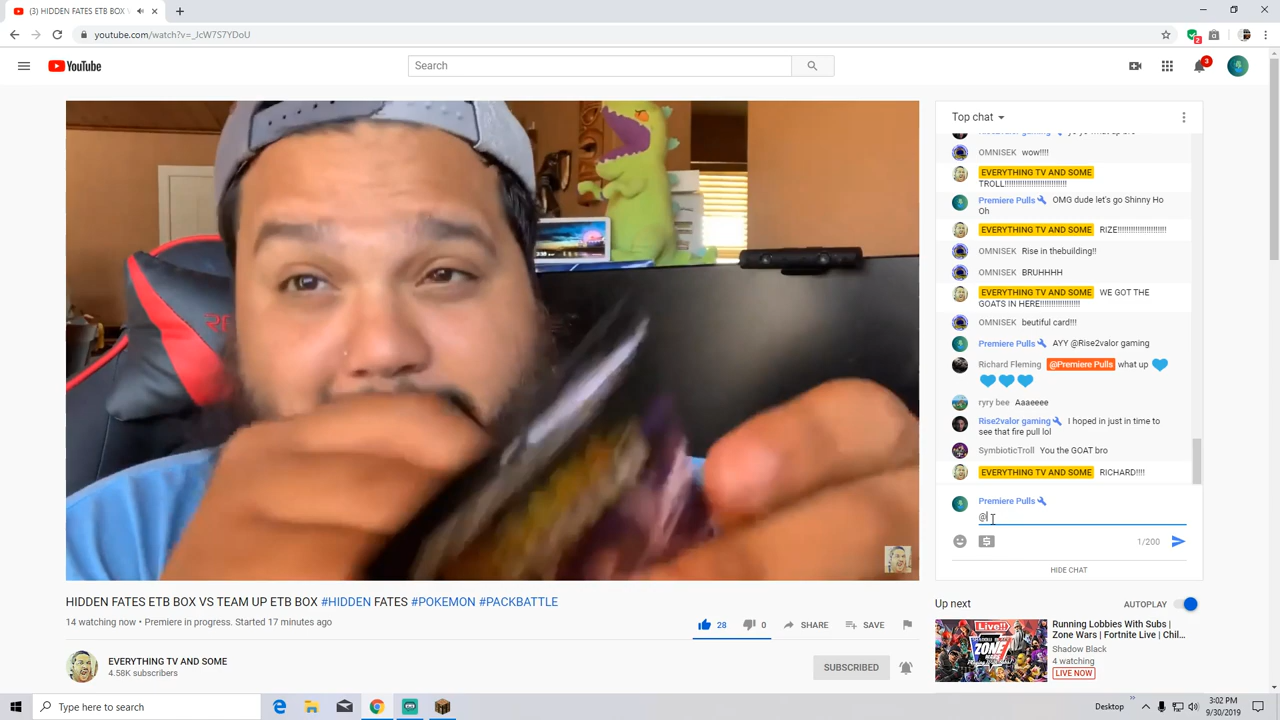 (3) HIDDEN FATES ETB BOX V
youtube.com/watch?v=_JcW7S7YDoU
2
YouTube
Search
3
Top chat
OMNISEK wow!!!!
EVERYTHING TV AND SOME
TROLL!!!!!!!!!!!!!!!!!!!!!!!!!!!!
Premiere Pulls OMG dude let's go Shinny Ho
Oh
EVERYTHING TV AND SOME RIZE!!!!!!!!!!!!!!!!!!!!!!
OMNISEK Rise in thebuilding!!
OMNISEK BRUHHHH
EVERYTHING TV AND SOME WE GOT THE
GOATS IN HERE!!!!!!!!!!!!!!!!!!
OMNISEK beutiful card!!!
Premiere Pulls AYY @Rise2valor gaming
Richard Fleming @Premiere Pulls what up
ryry bee Aaaeeee
Rise2valor gaming I hoped in just in time to
see that fire pull lol
SymbioticTroll You the GOAT bro
EVERYTHING TV AND SOME RICHARD!!!!
Premiere Pulls
@
1/200
HIDE CHAT
HIDDEN FATES ETB BOX VS TEAM UP ETB BOX #HIDDEN FATES #POKEMON #PACKBATTLE
14 watching now • Premiere in progress. Started 17 minutes ago
28
0
SHARE
SAVE
EVERYTHING TV AND SOME
4.58K subscribers
SUBSCRIBED
Up next
AUTOPLAY
Live!!
ZONE
WARS
Running Lobbies With Subs |
Zone Wars | Fortnite Live | Chil...
Shadow Black
4 watching
LIVE NOW
Type here to search
Desktop
3:02 PM
9/30/2019